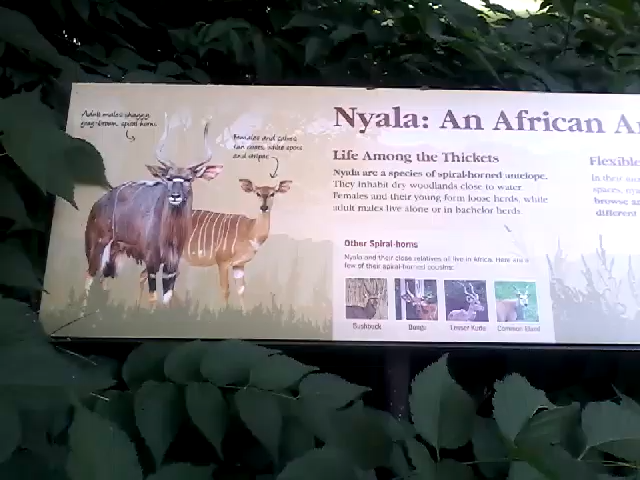 Adult males: shaggy,
gray-brown, spiral horns
Females and calves:
tan coats, white spots
and stripes
Nyala: An African A
Life Among the Thickets
Nyala are a species of spiral-horned antelope.
They inhabit dry woodlands close to water.
Females and their young form loose herds, while
adult males live alone or in bachelor herds.
Flexible
In their
spaces,
browse
different
Other Spiral-horns
Nyala and their close relatives all live in Africa. Here are a
few of their spiral-horned cousins:
Bushbuck
Bongo
Lesser Kudu
Common Eland